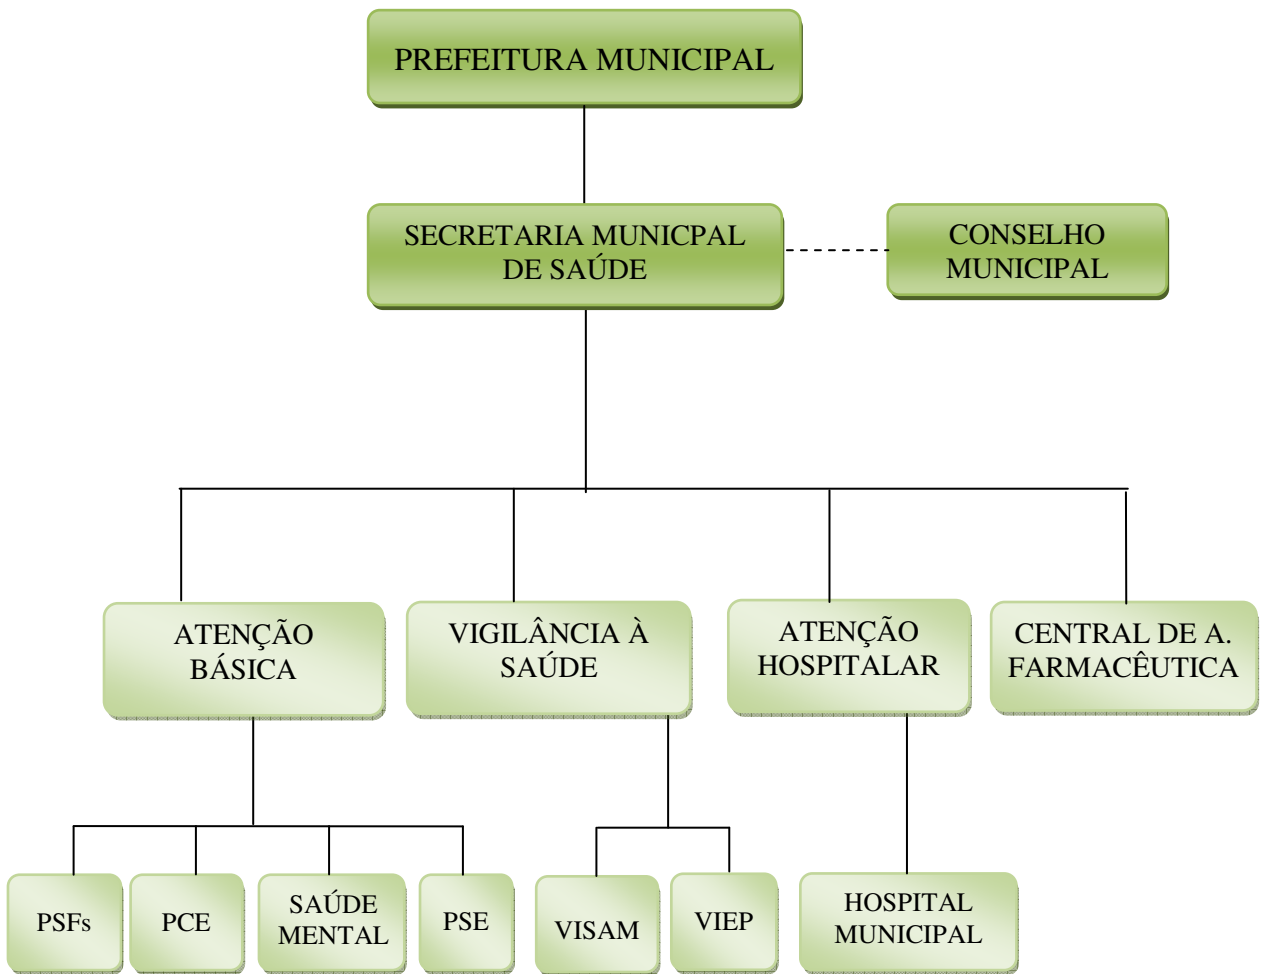 PREFEITURA MUNICIPAL
SECRETARIA MUNICPAL
DE SAÚDE
CONSELHO
MUNICIPAL
ATENÇÃO
BÁSICA
VIGILÂNCIA À
SAÚDE
ATENÇÃO
HOSPITALAR
CENTRAL DE A.
FARMACÊUTICA
PSFs
PCE
SAÚDE
MENTAL
PSE
VISAM
VIEP
HOSPITAL
MUNICIPAL